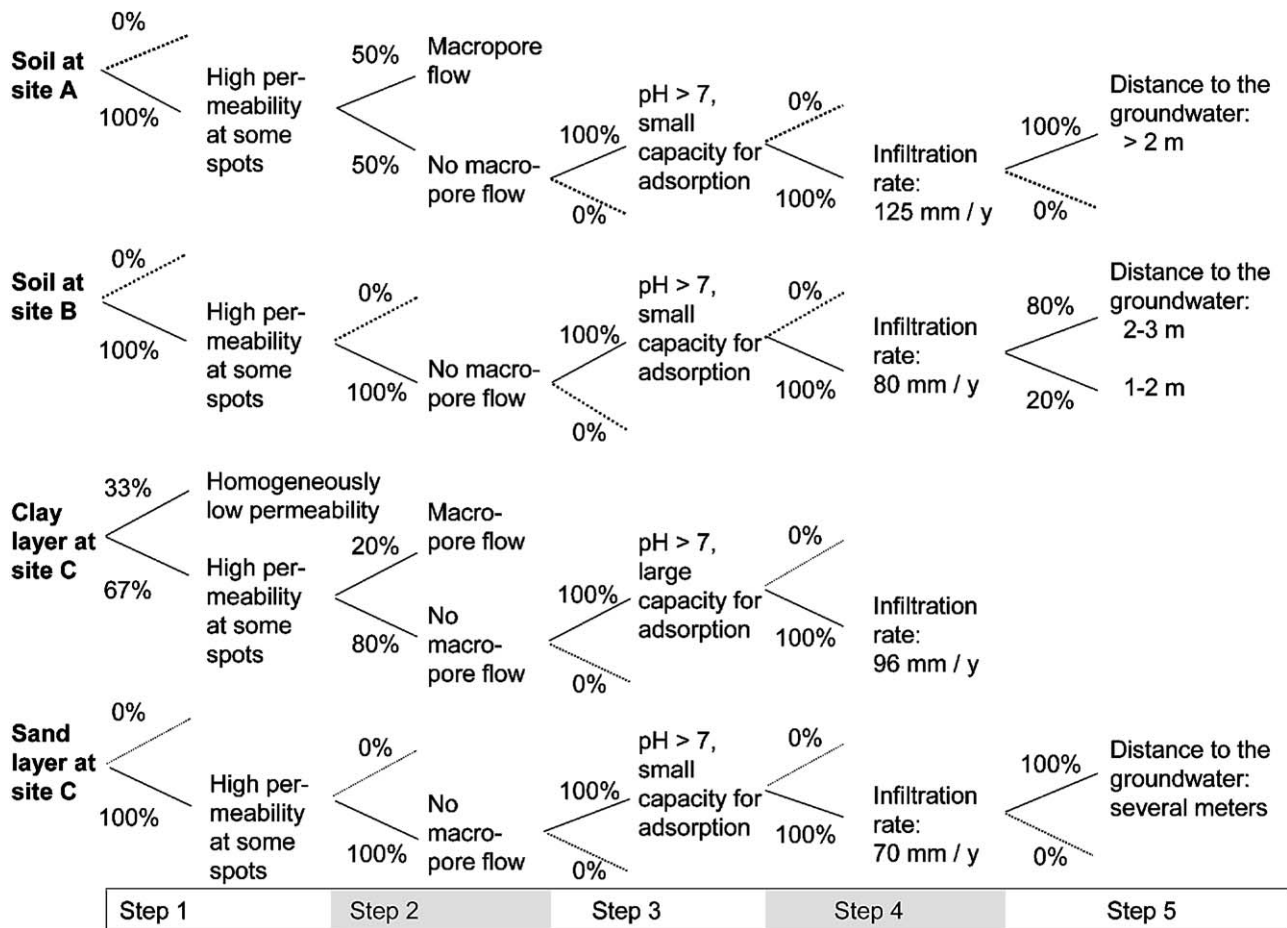 0%
Soil at
site A
100%
High per-
meability
at some
spots
50%
Macropore
flow
50%
No macro-
pore flow
100%
0%
pH > 7,
small
capacity for
adsorption
0%
100%
Infiltration
rate:
125 mm / y
100%
0%
Distance to the
groundwater:
> 2 m
0%
Soil at
site B
100%
High per-
meability
at some
spots
0%
100%
No macro-
pore flow
100%
0%
pH > 7,
small
capacity for
adsorption
0%
100%
Infiltration
rate:
80 mm / y
80%
20%
Distance to the
groundwater:
2-3 m
1-2 m
Clay
layer at
site C
33%
67%
Homogeneously
low permeability
High per-
meability
at some
spots
20%
80%
Macro-
pore flow
No
macro-
pore flow
100%
0%
pH > 7,
large
capacity for
adsorption
0%
100%
Infiltration
rate:
96 mm / y
Sand
layer at
site C
0%
100%
High per-
meability
at some
spots
0%
100%
No
macro-
pore flow
100%
0%
pH > 7,
small
capacity for
adsorption
0%
100%
Infiltration
rate:
70 mm / y
100%
0%
Distance to the
groundwater:
several meters
Step 1
Step 2
Step 3
Step 4
Step 5